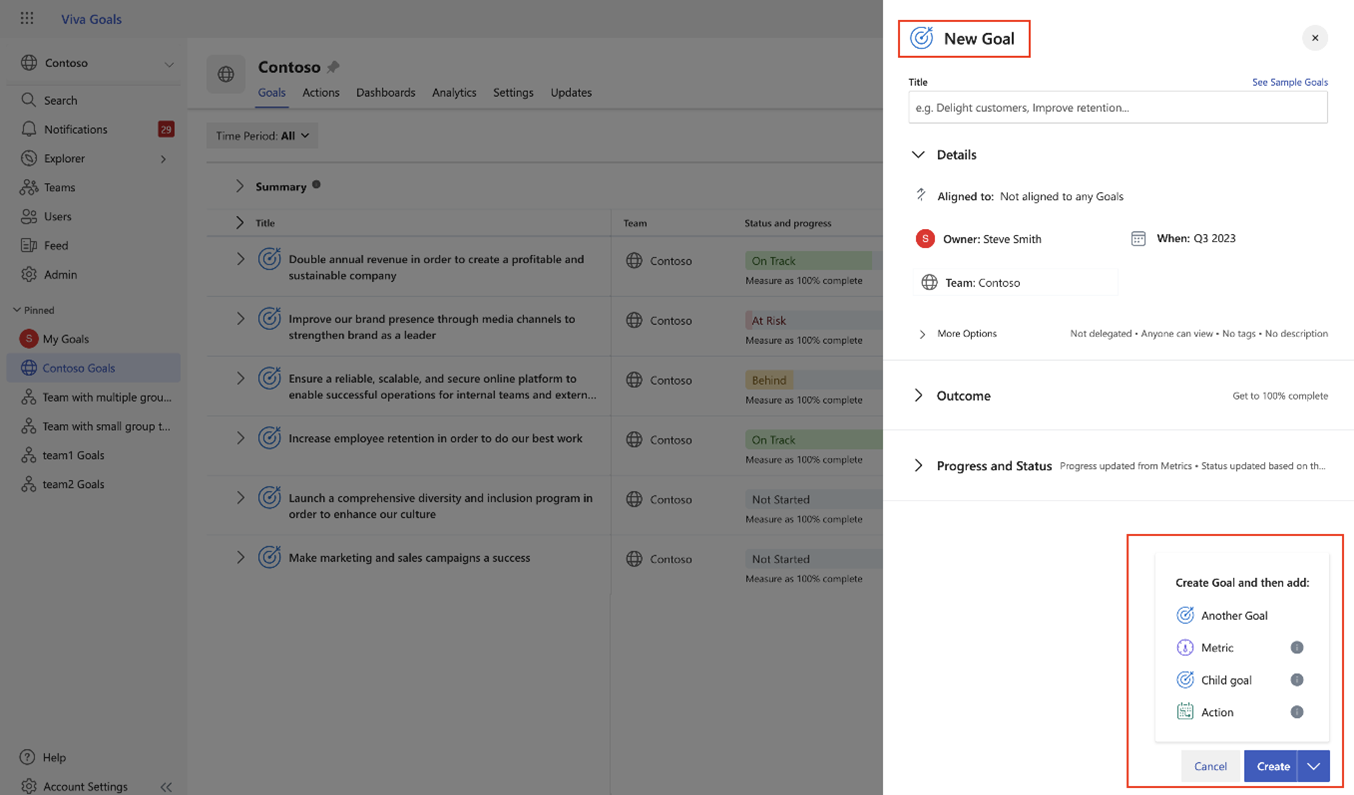 Viva Goals
Contoso
Search
Notifications 29
Explorer
Teams
Users
Feed
Admin
Pinned
S My Goals
Contoso Goals
Team with multiple grou...
Team with small group t...
team1 Goals
team2 Goals
Help
Account Settings
Contoso
Goals Actions Dashboards Analytics Settings Updates
Time Period: All
Summary
Title Team Status and progress
Double annual revenue in order to create a profitable and
sustainable company
Contoso
On Track
Measure as 100% complete
Improve our brand presence through media channels to
strengthen brand as a leader
Contoso
At Risk
Measure as 100% complete
Ensure a reliable, scalable, and secure online platform to
enable successful operations for internal teams and extern...
Contoso
Behind
Measure as 100% complete
Increase employee retention in order to do our best work
Contoso
On Track
Measure as 100% complete
Launch a comprehensive diversity and inclusion program in
order to enhance our culture
Contoso
Not Started
Measure as 100% complete
Make marketing and sales campaigns a success
Contoso
Not Started
Measure as 100% complete
New Goal
Title See Sample Goals
e.g. Delight customers, Improve retention...
Details
Aligned to: Not aligned to any Goals
S Owner: Steve Smith When: Q3 2023
Team: Contoso
More Options Not delegated • Anyone can view • No tags • No description
Outcome Get to 100% complete
Progress and Status Progress updated from Metrics • Status updated based on th...
Create Goal and then add:
Another Goal
Metric
Child goal
Action
Cancel Create